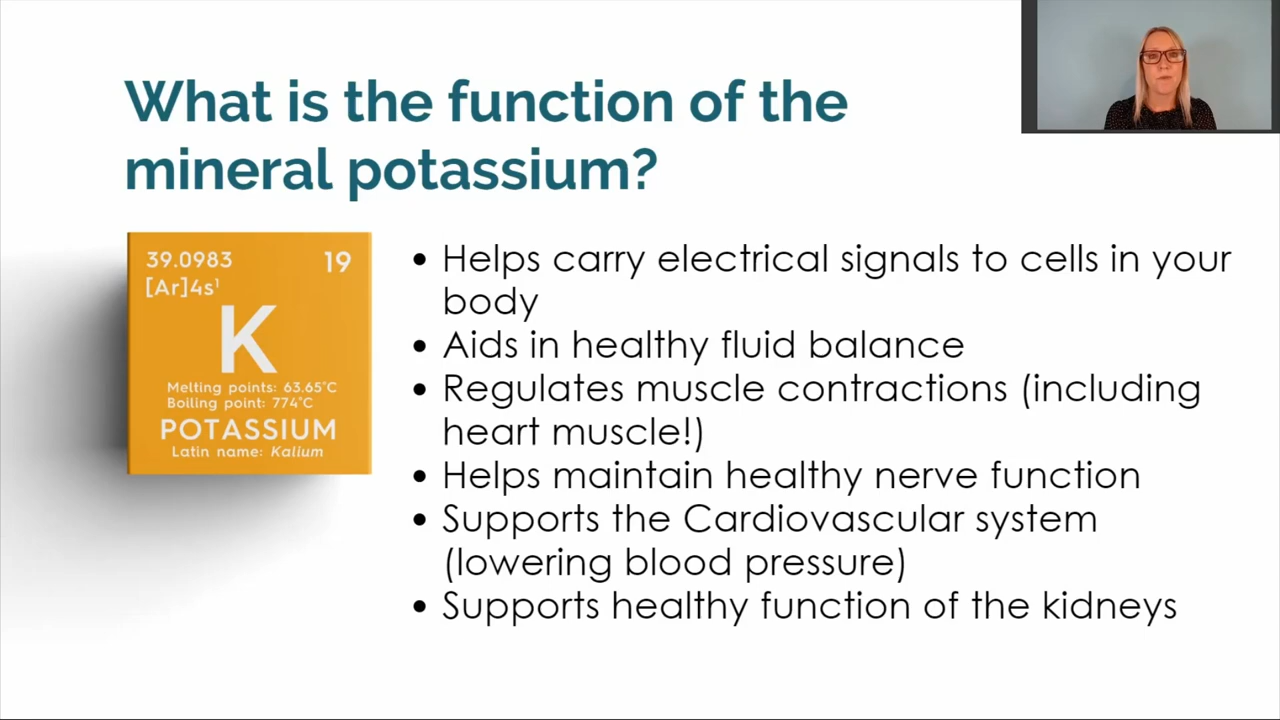 What is the function of the
mineral potassium?
39.0983 19
[Ar]4s¹
K
Melting points: 63.65°C
Boiling point: 774°C
POTASSIUM
Latin name: Kalium
• Helps carry electrical signals to cells in your
body
• Aids in healthy fluid balance
• Regulates muscle contractions (including
heart muscle!)
• Helps maintain healthy nerve function
• Supports the Cardiovascular system
(lowering blood pressure)
• Supports healthy function of the kidneys